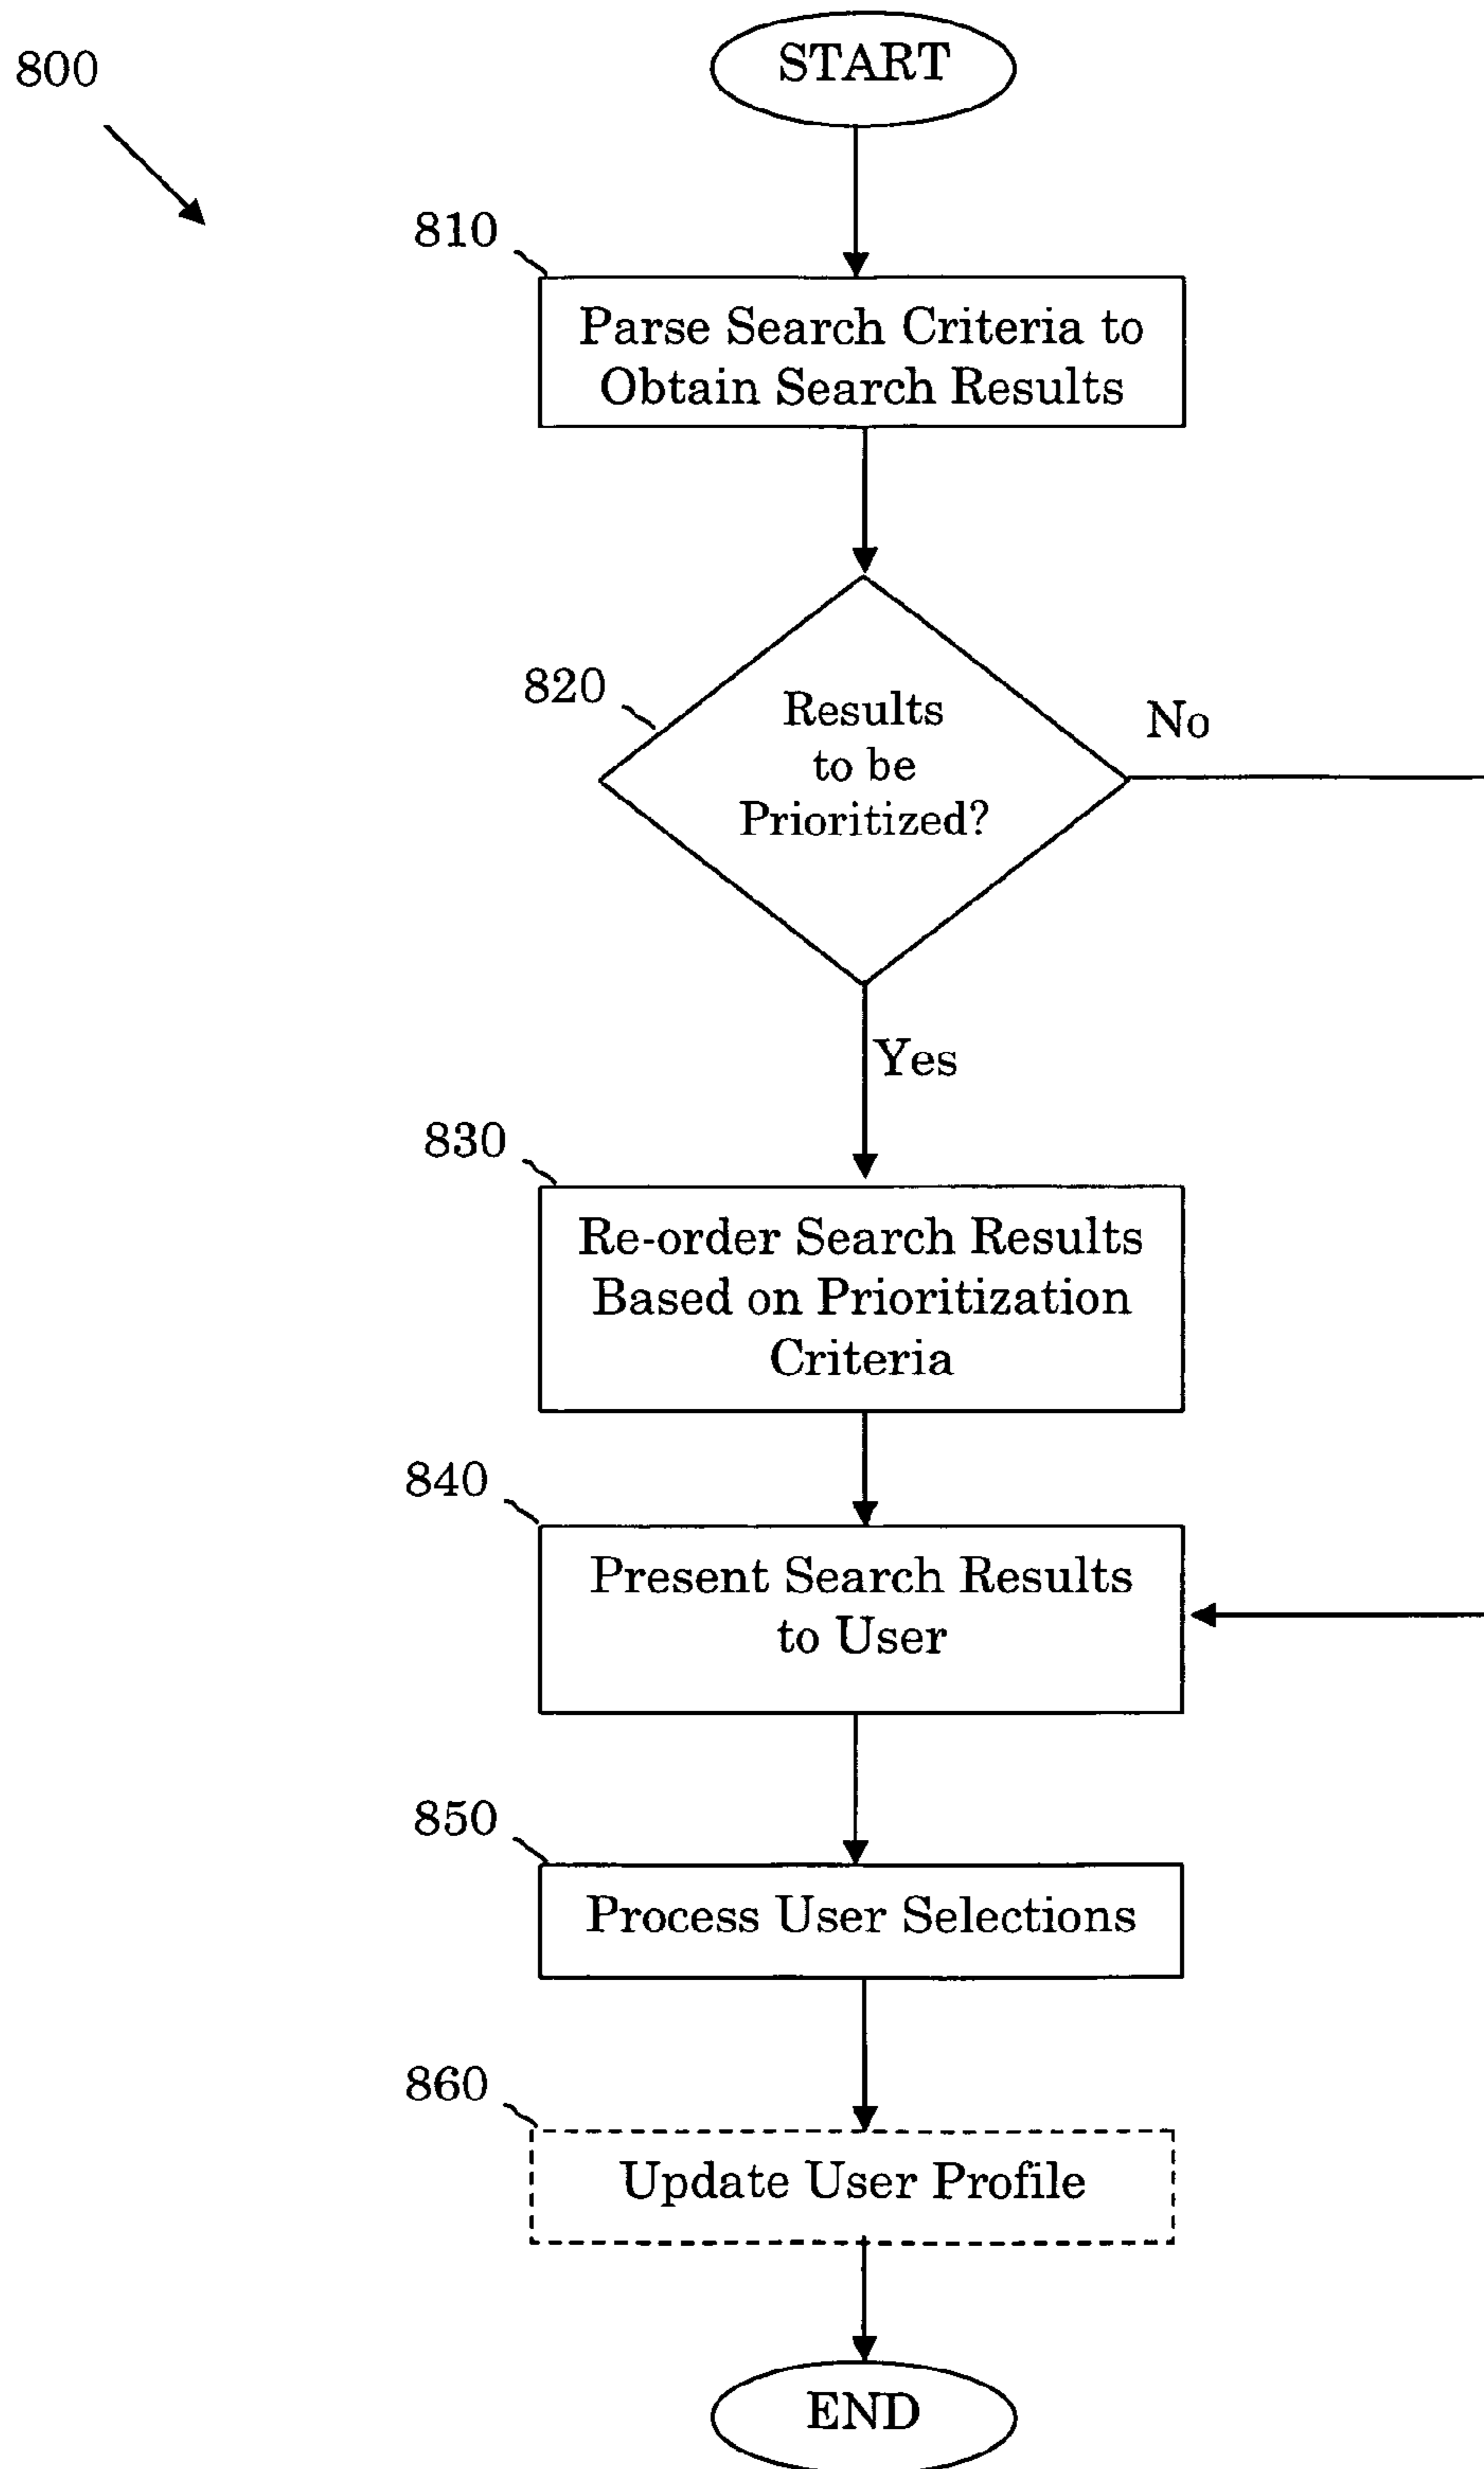 800
START
810
Parse Search Criteria to
Obtain Search Results
820
Results
to be
Prioritized?
No
Yes
830
Re-order Search Results
Based on Prioritization
Criteria
840
Present Search Results
to User
850
Process User Selections
860
Update User Profile
END